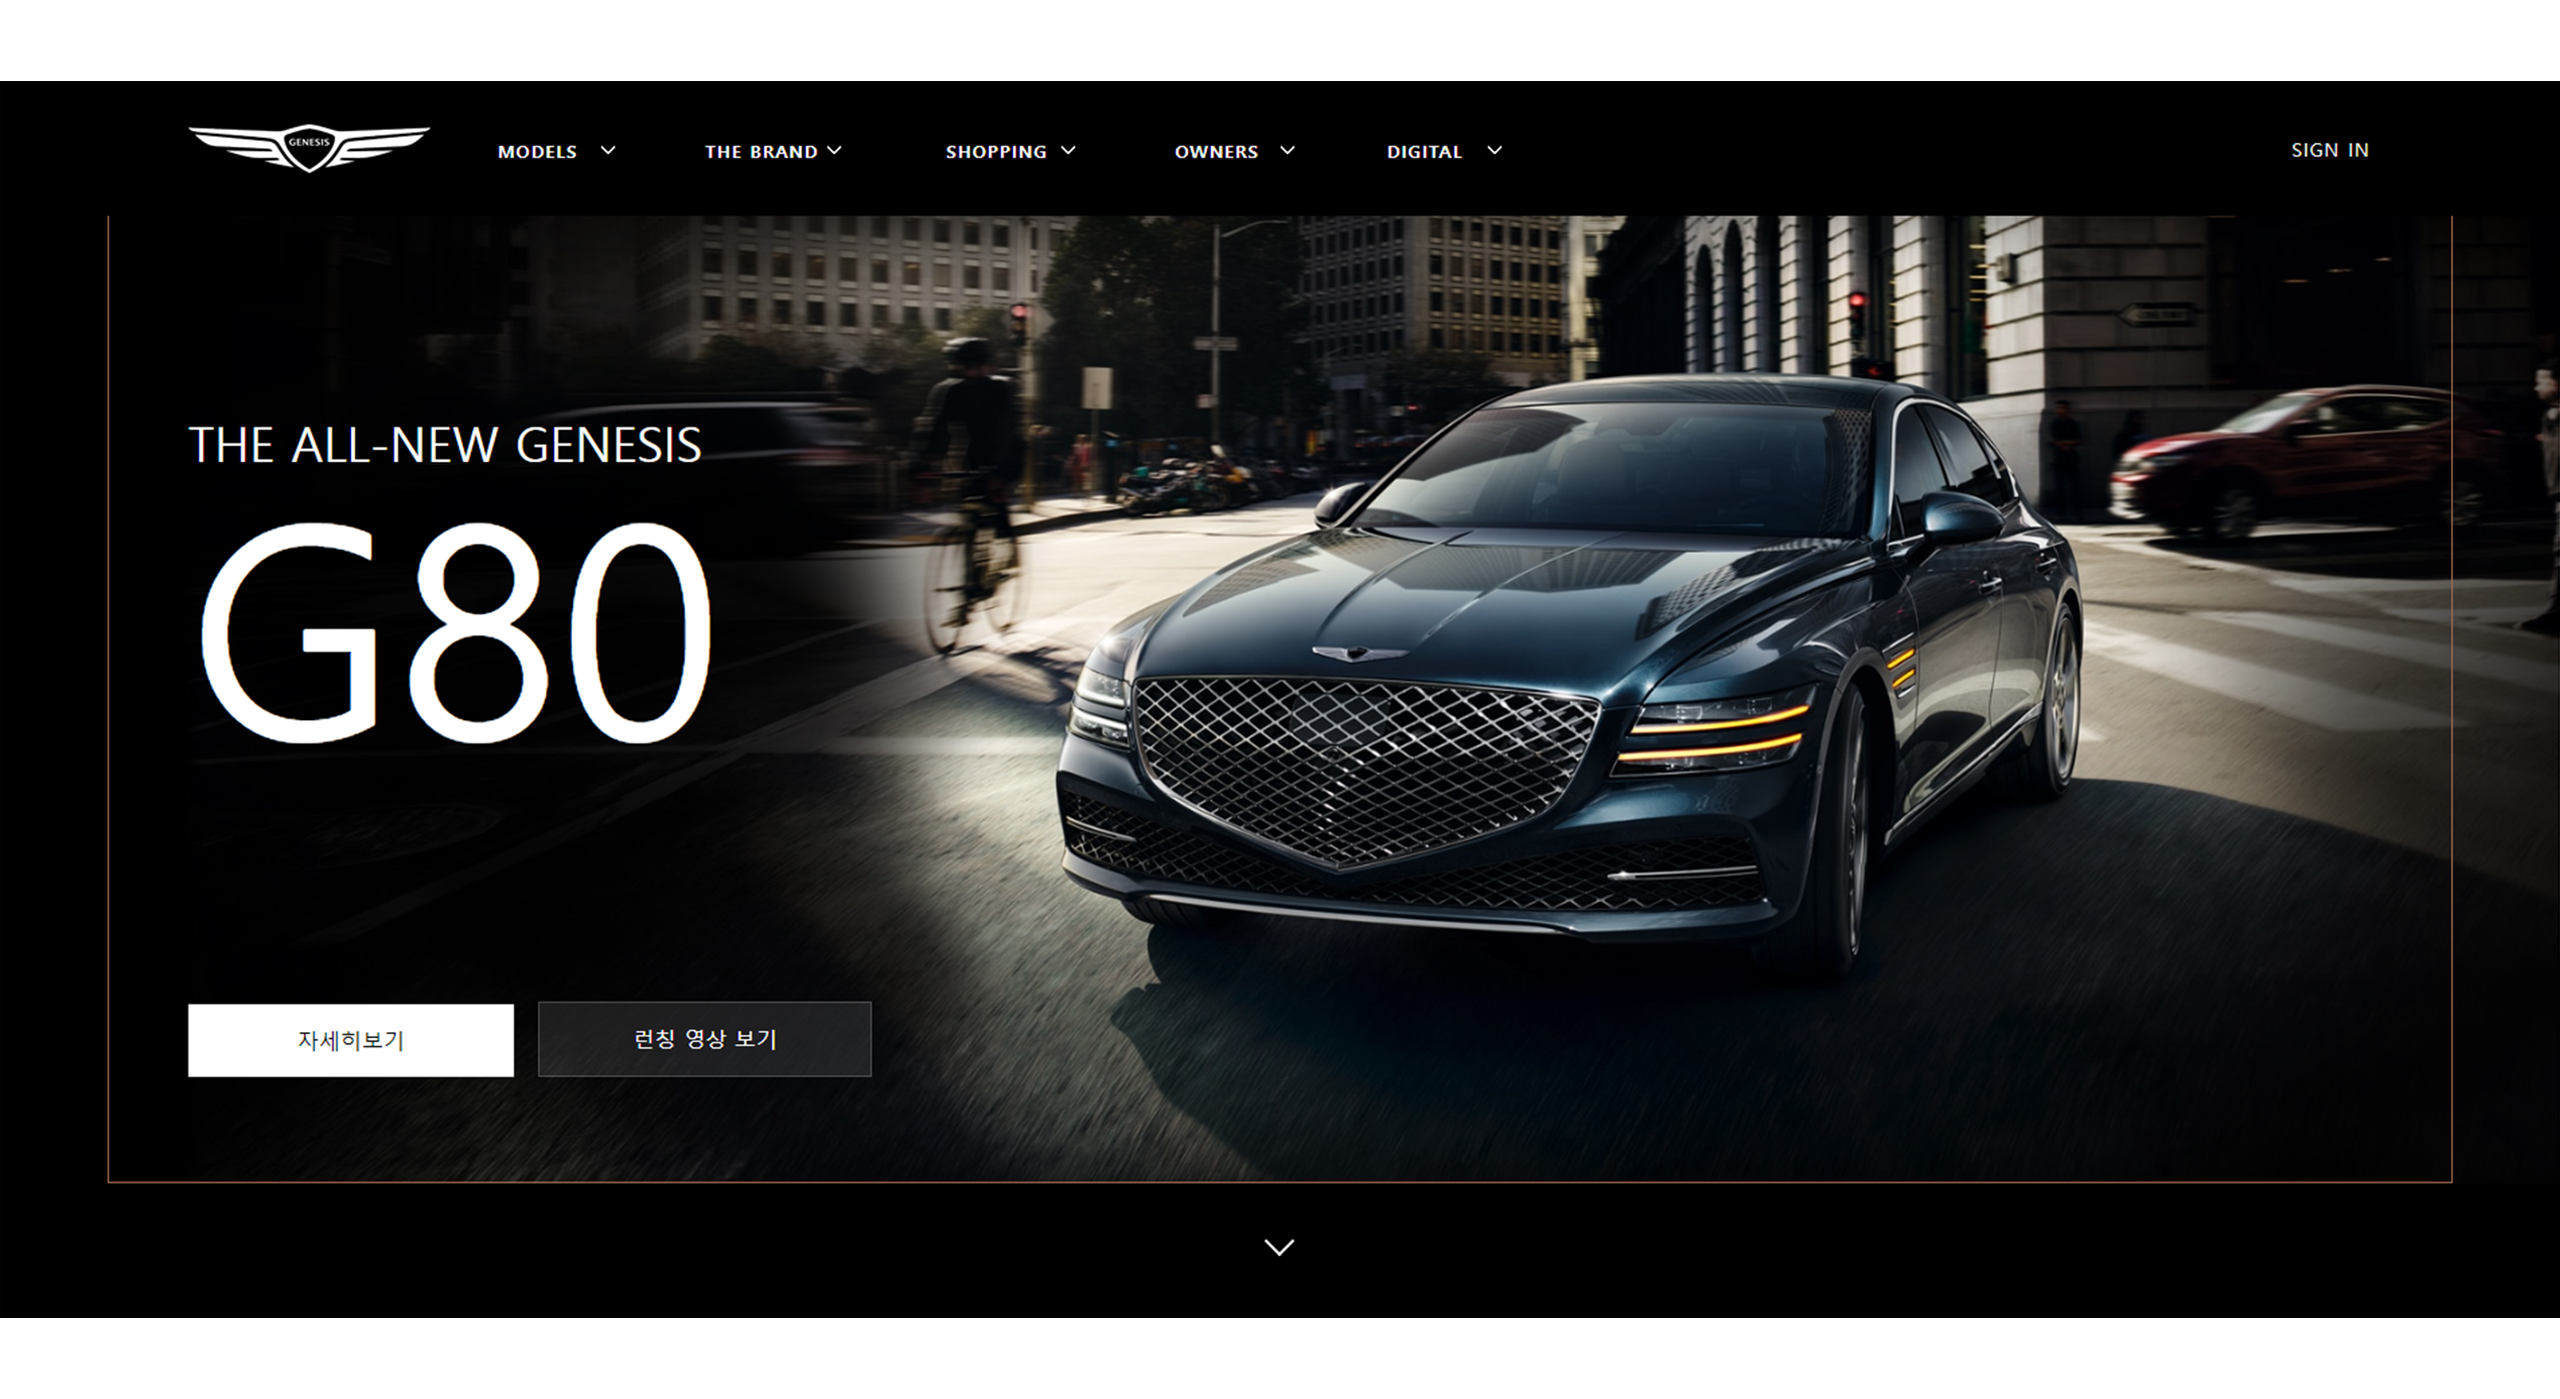 GENESIS
MODELS THE BRAND SHOPPING OWNERS DIGITAL SIGN IN
THE ALL-NEW GENESIS
G80
자세히보기 런칭 영상 보기